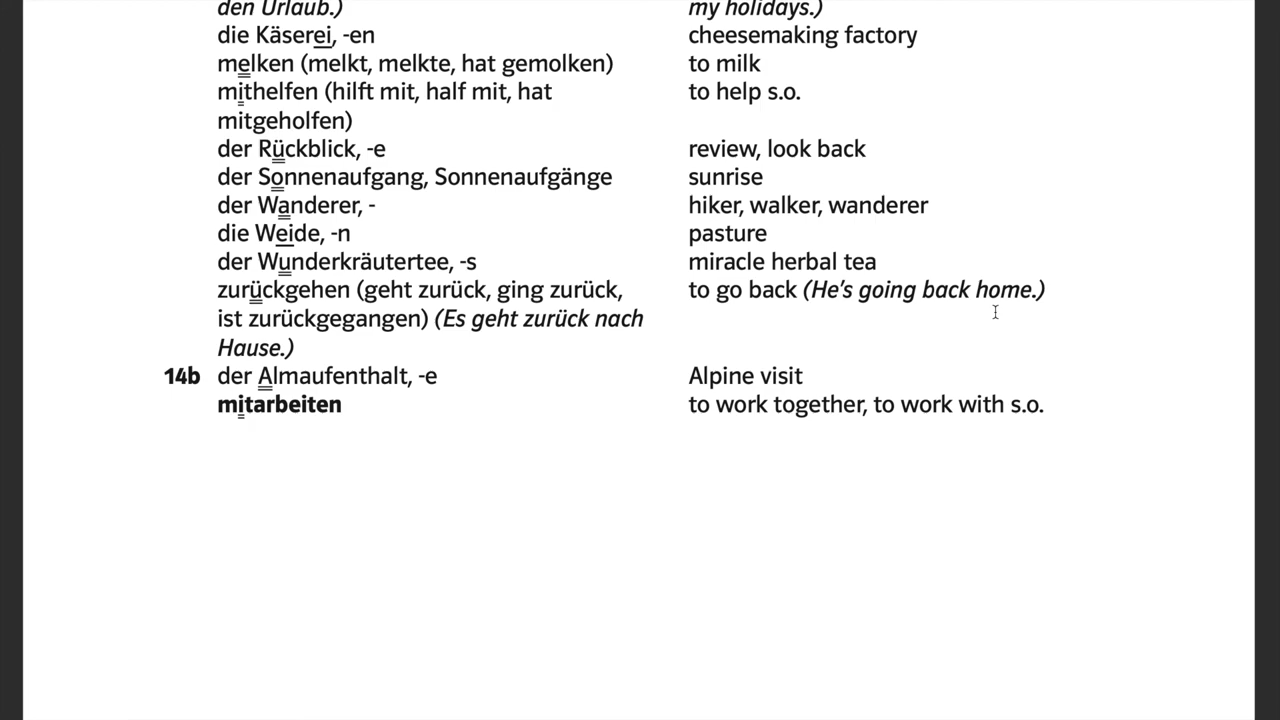 den Urlaub.) my holidays.)
die Käserei, -en cheesemaking factory
melken (melkt, melkte, hat gemolken) to milk
mithelfen (hilft mit, half mit, hat to help s.o.
mitgeholfen)
der Rückblick, -e review, look back
der Sonnenaufgang, Sonnenaufgänge sunrise
der Wanderer, - hiker, walker, wanderer
die Weide, -n pasture
der Wunderkräutertee, -s miracle herbal tea
zurückgehen (geht zurück, ging zurück, to go back (He's going back home.)
ist zurückgegangen) (Es geht zurück nach
Hause.)
14b der Almaufenthalt, -e Alpine visit
mitarbeiten to work together, to work with s.o.